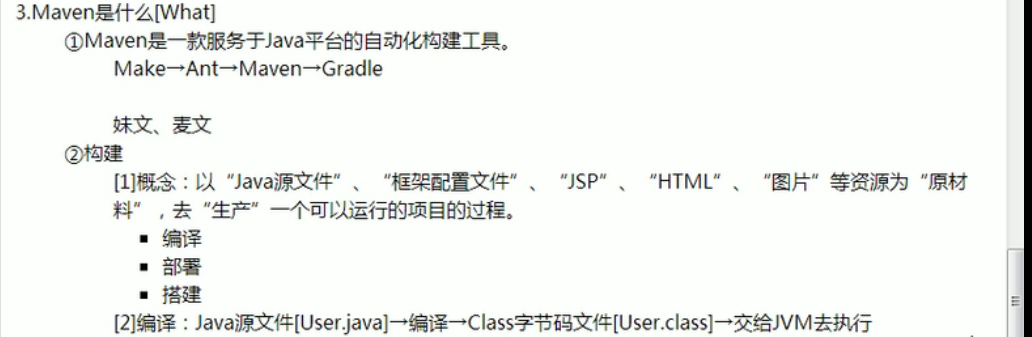 3.Maven是什么[What]
①Maven是一款服务于Java平台的自动化构建工具。
Make→Ant→Maven→Gradle
妹文、麦文
②构建
[1]概念：以“Java源文件”、“框架配置文件”、“JSP”、“HTML”、“图片”等资源为“原材
料”，去“生产”一个可以运行的项目的过程。
▪ 编译
▪ 部署
▪ 搭建
[2]编译：Java源文件[User.java]→编译→Class字节码文件[User.class]→交给JVM去执行